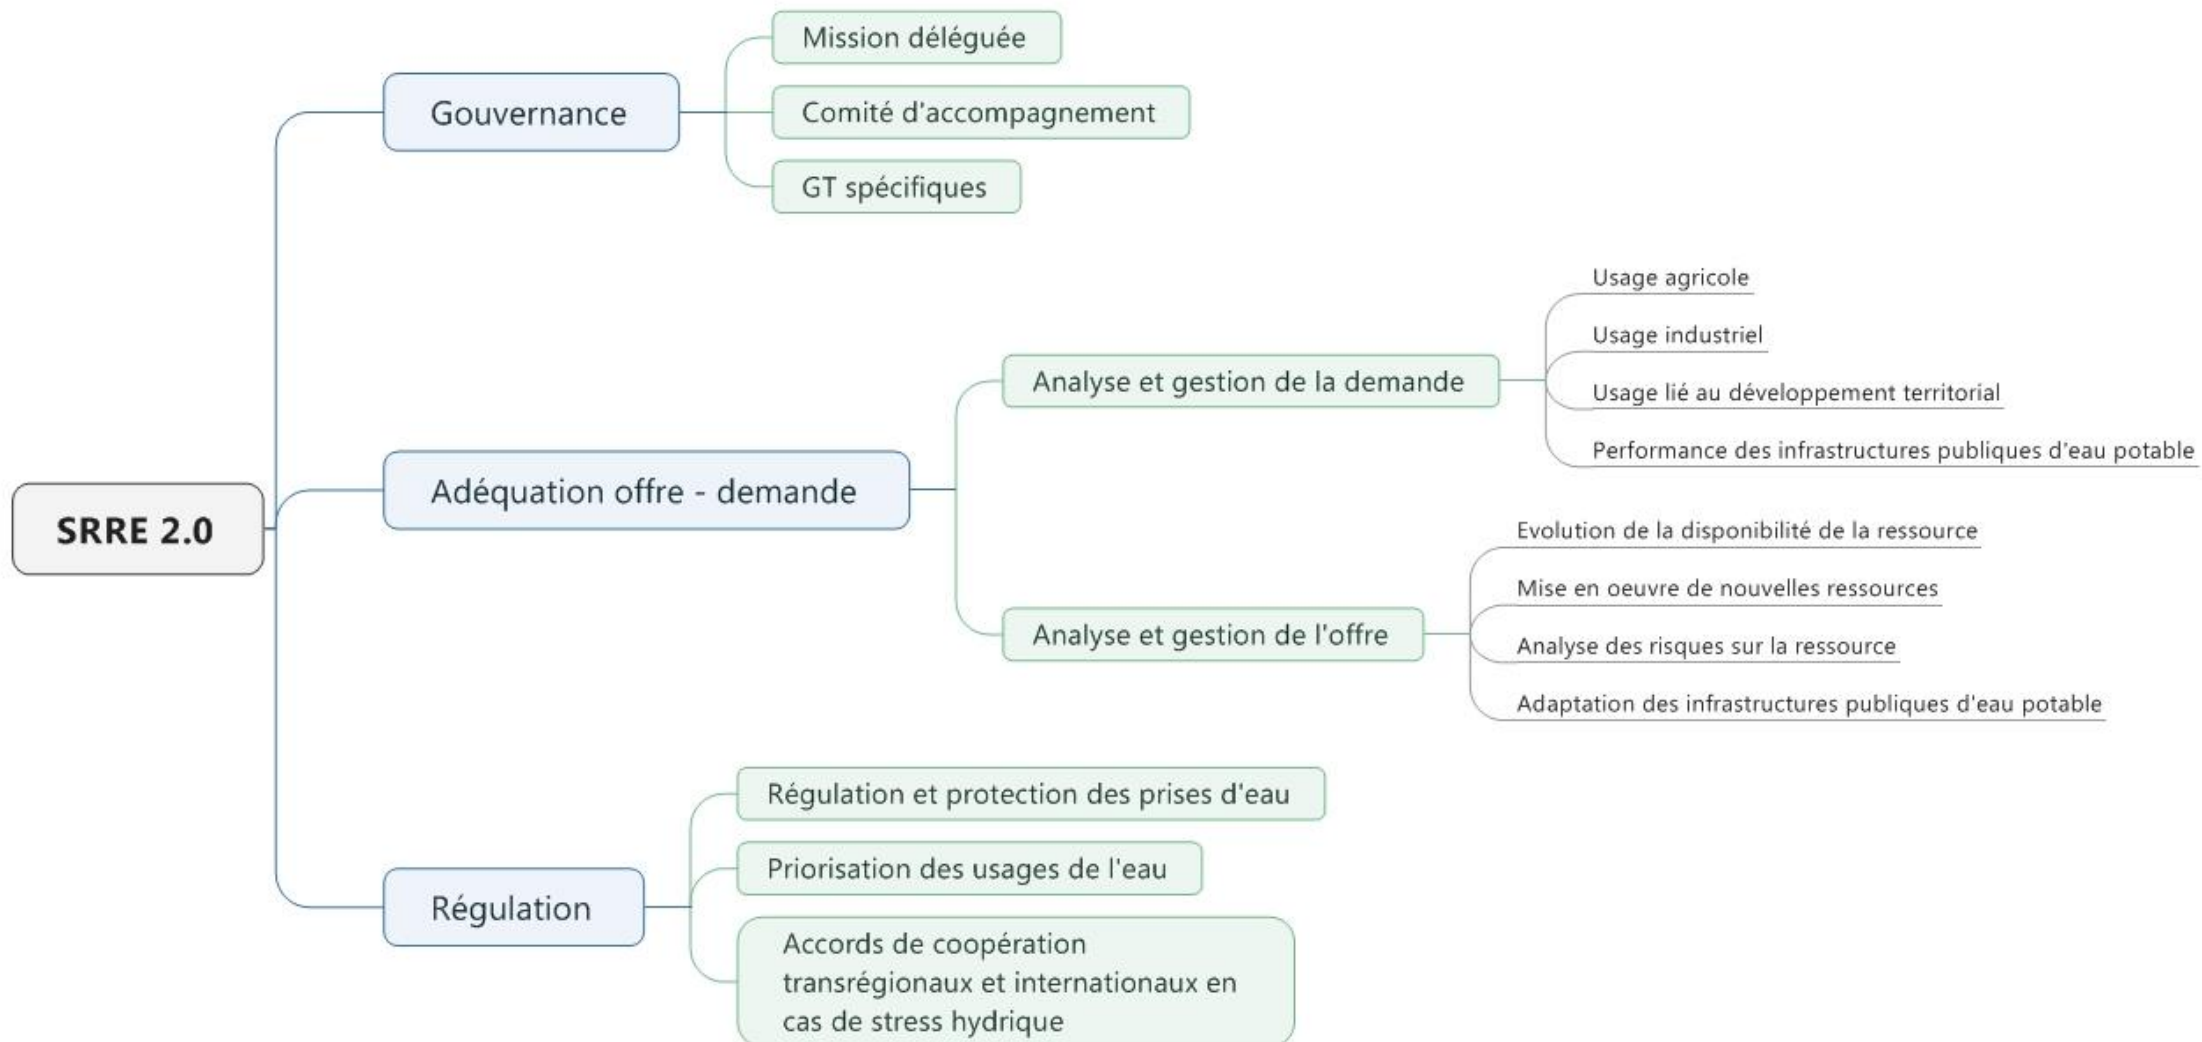 SRRE 2.0
Gouvernance
Mission déléguée
Comité d'accompagnement
GT spécifiques
Adéquation offre - demande
Analyse et gestion de la demande
Usage agricole
Usage industriel
Usage lié au développement territorial
Performance des infrastructures publiques d'eau potable
Analyse et gestion de l'offre
Evolution de la disponibilité de la ressource
Mise en oeuvre de nouvelles ressources
Analyse des risques sur la ressource
Adaptation des infrastructures publiques d'eau potable
Régulation
Régulation et protection des prises d'eau
Priorisation des usages de l'eau
Accords de coopération
transrégionaux et internationaux en
cas de stress hydrique